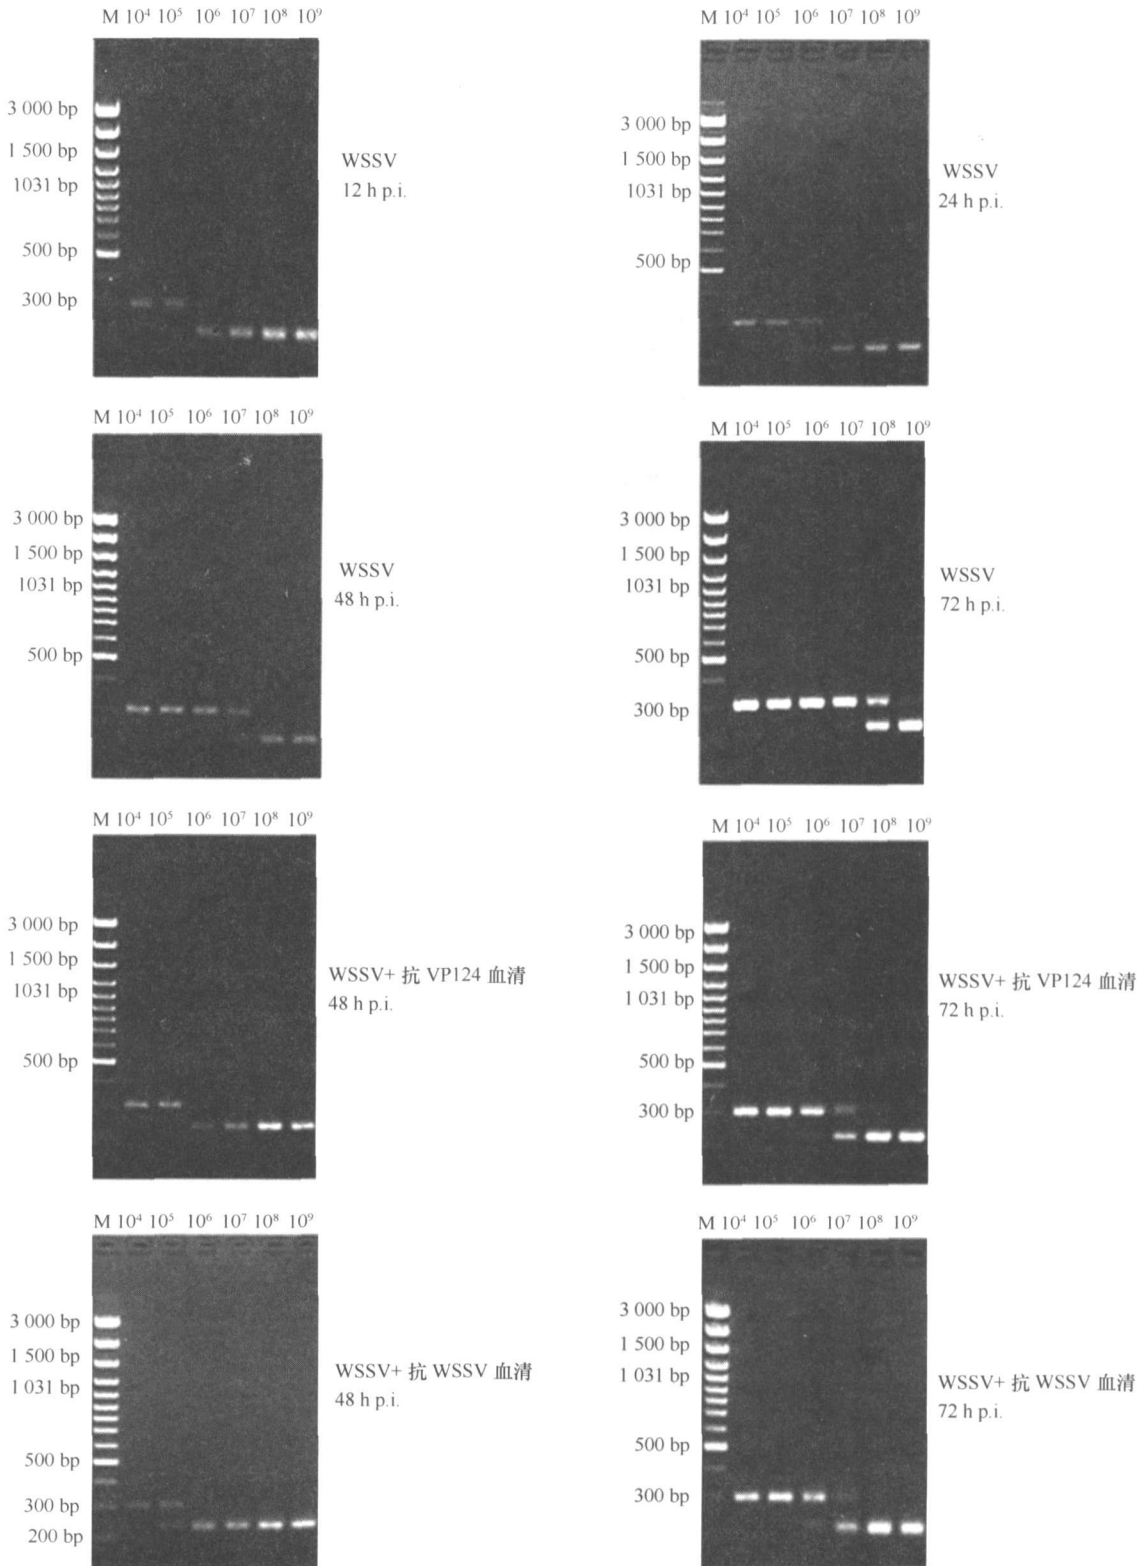 M 10⁴ 10⁵ 10⁶ 10⁷ 10⁸ 10⁹
3 000 bp
1 500 bp
1031 bp
500 bp
300 bp
WSSV
12 h p.i.
M 10⁴ 10⁵ 10⁶ 10⁷ 10⁸ 10⁹
3 000 bp
1 500 bp
1031 bp
500 bp
WSSV
24 h p.i.
M 10⁴ 10⁵ 10⁶ 10⁷ 10⁸ 10⁹
3 000 bp
1 500 bp
1031 bp
500 bp
WSSV
48 h p.i.
M 10⁴ 10⁵ 10⁶ 10⁷ 10⁸ 10⁹
3 000 bp
1 500 bp
1031 bp
500 bp
300 bp
WSSV
72 h p.i.
M 10⁴ 10⁵ 10⁶ 10⁷ 10⁸ 10⁹
3 000 bp
1 500 bp
1031 bp
500 bp
WSSV+ 抗 VP124 血清
48 h p.i.
M 10⁴ 10⁵ 10⁶ 10⁷ 10⁸ 10⁹
3 000 bp
1 500 bp
1 031 bp
500 bp
300 bp
WSSV+ 抗 VP124 血清
72 h p.i.
M 10⁴ 10⁵ 10⁶ 10⁷ 10⁸ 10⁹
3 000 bp
1 500 bp
1 031 bp
500 bp
300 bp
200 bp
WSSV+ 抗 WSSV 血清
48 h p.i.
M 10⁴ 10⁵ 10⁶ 10⁷ 10⁸ 10⁹
3 000 bp
1 500 bp
1 031 bp
500 bp
300 bp
WSSV+ 抗 WSSV 血清
72 h p.i.